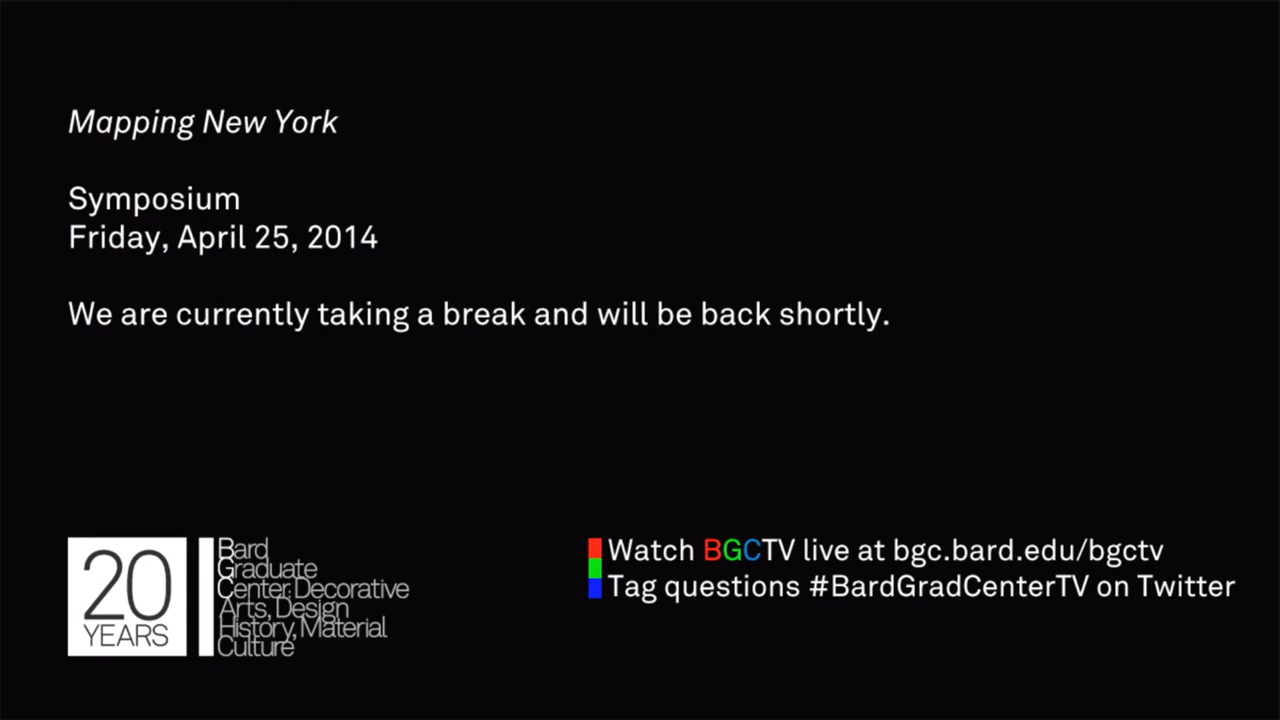 Mapping New York
Symposium
Friday, April 25, 2014
We are currently taking a break and will be back shortly.
20
YEARS
Bard
Graduate
Center: Decorative
Arts, Design
History, Material
Culture
Watch BGCTV live at bgc.bard.edu/bgctv
Tag questions #BardGradCenterTV on Twitter